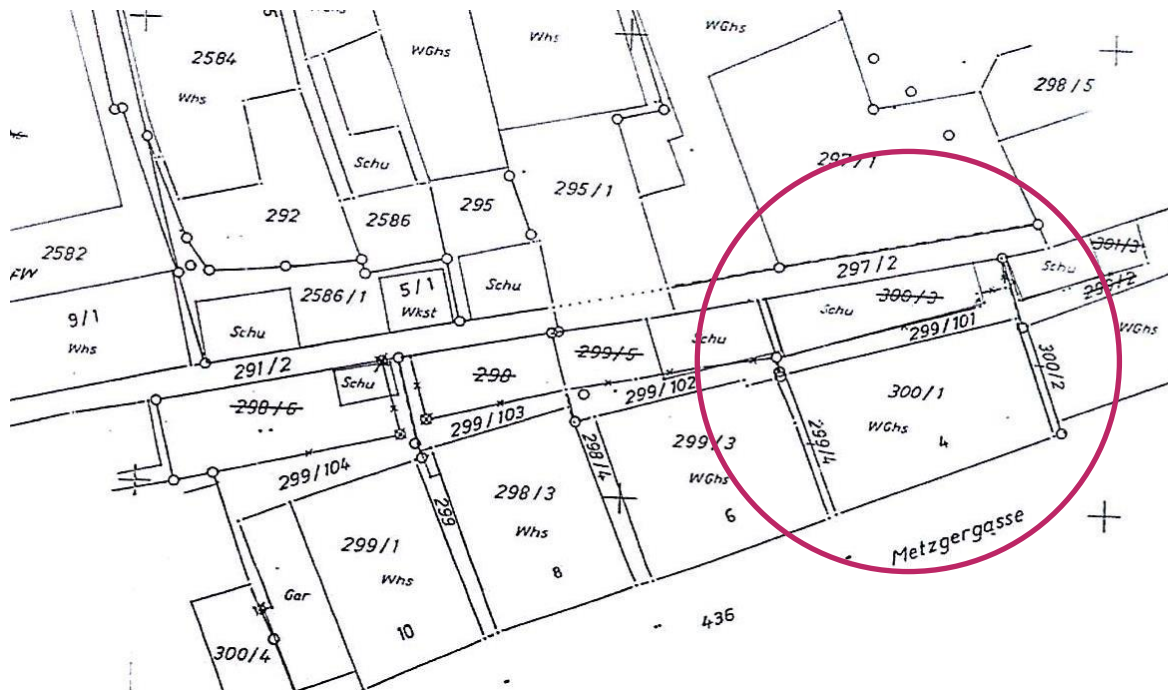 2584
Whs
WGhs
Whs
WGhs
298/5
Schu
297/1
292
2586
295
295/1
2582
FW
2586/1
5/1
Wkst
Schu
297/2
301/3
Schu
9/1
Whs
Schu
291/2
Schu
300/3
299/101
WGhs
Schu
299/5
298
Schu
298/6
299/102
300/2
300/1
WGhs
4
299/103
299/104
298/4
299/3
WGhs
6
299/4
299
298/3
Whs
8
Metzgergasse
299/1
Whs
10
Gar
436
300/4